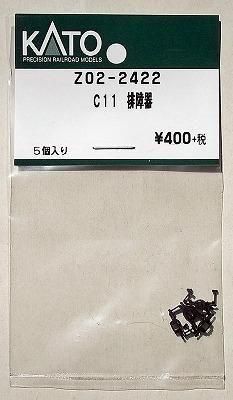 KATO
PRECISION RAILROAD MODELS
Z02-2422
C11 排障器
¥400+税
5個入り